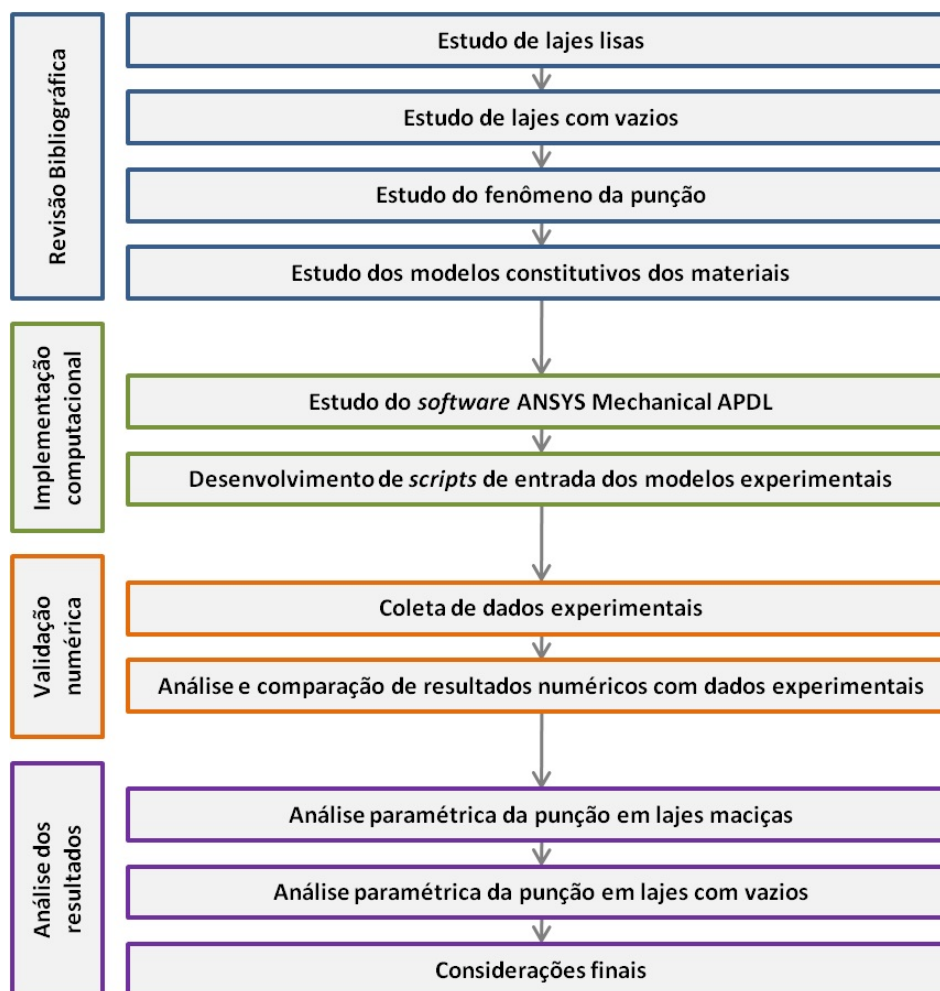 Revisão Bibliográfica
Estudo de lajes lisas
Estudo de lajes com vazios
Estudo do fenômeno da punção
Estudo dos modelos constitutivos dos materiais
Implementação
computacional
Estudo do software ANSYS Mechanical APDL
Desenvolvimento de scripts de entrada dos modelos experimentais
Validação
numérica
Coleta de dados experimentais
Análise e comparação de resultados numéricos com dados experimentais
Análise dos
resultados
Análise paramétrica da punção em lajes maciças
Análise paramétrica da punção em lajes com vazios
Considerações finais